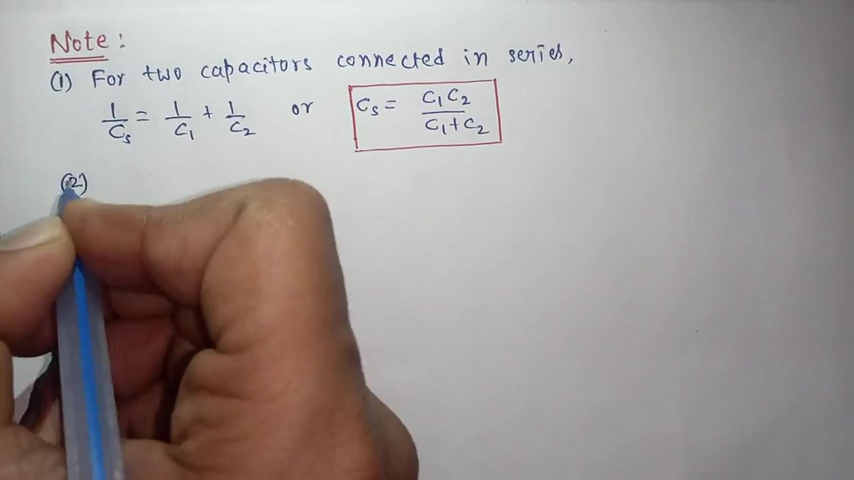 Note :
(1) For two capacitors connected in series,
1/Cs = 1/C1 + 1/C2 or Cs = C1C2/C1+C2
(2)